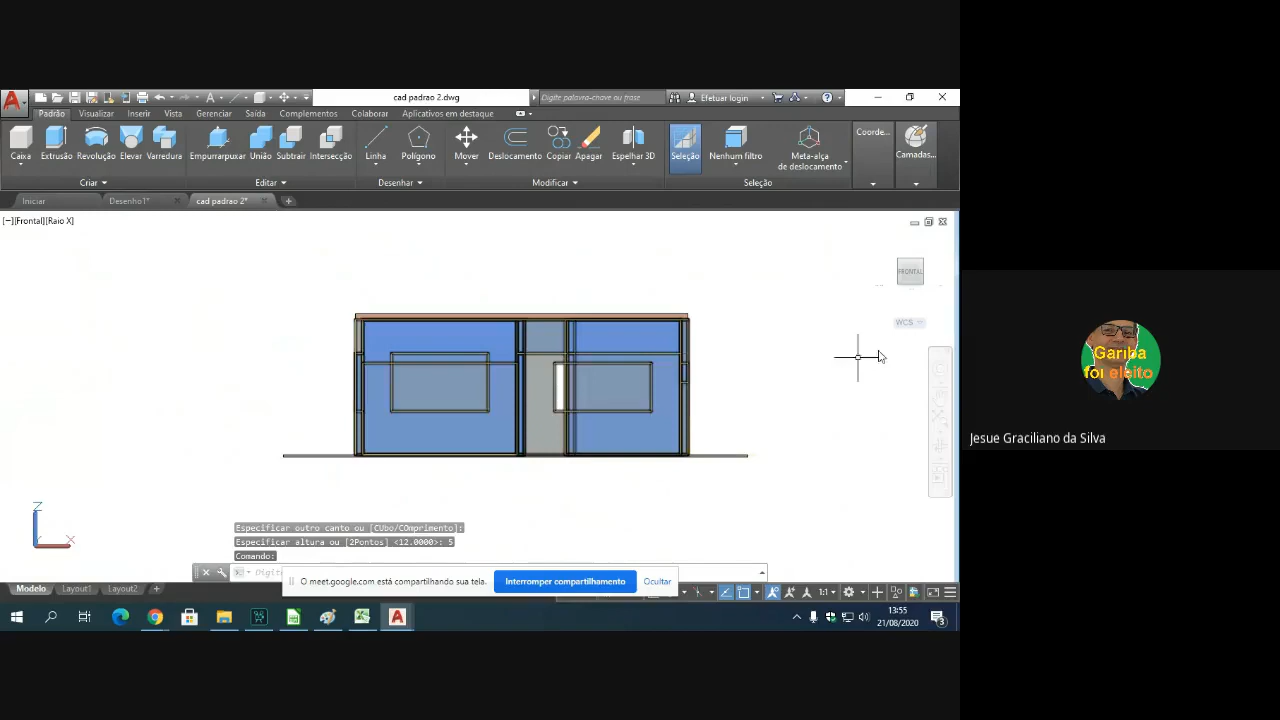 cad padrao 2.dwg
Digite palavra-chave ou frase
Efetuar login
Padrão Visualizar Inserir Vista Gerenciar Saída Complementos Colaborar Aplicativos em destaque
Caixa Extrusão Revolução Elevar Varredura Empurrarpuxar União Subtrair Intersecção Linha Polígono Mover Deslocamento Copiar Apagar Espelhar 3D Seleção Nenhum filtro Meta-alça de deslocamento Coorde... Camadas...
Criar Editar Desenhar Modificar Seleção
Iniciar Desenho1* cad padrao 2*
[−][Frontal][Raio X]
FRONTAL
WCS
Gariba
foi eleito
Jesue Graciliano da Silva
Z
X
Especificar outro canto ou [CUbo/COmprimento]:
Especificar altura ou [2Pontos] <12.0000>: 5
Comando:
O meet.google.com está compartilhando sua tela. Interromper compartilhamento Ocultar
Modelo Layout1 Layout2 1:1
13:55
21/08/2020
3